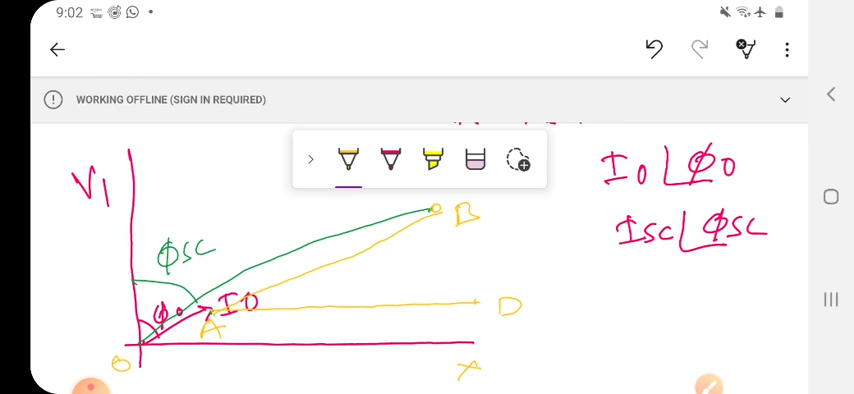 9:02
WORKING OFFLINE (SIGN IN REQUIRED)
V1
I0 ϕ0
ISC ϕSC
B
ϕSC
ϕ0 I0
A
D
O
X